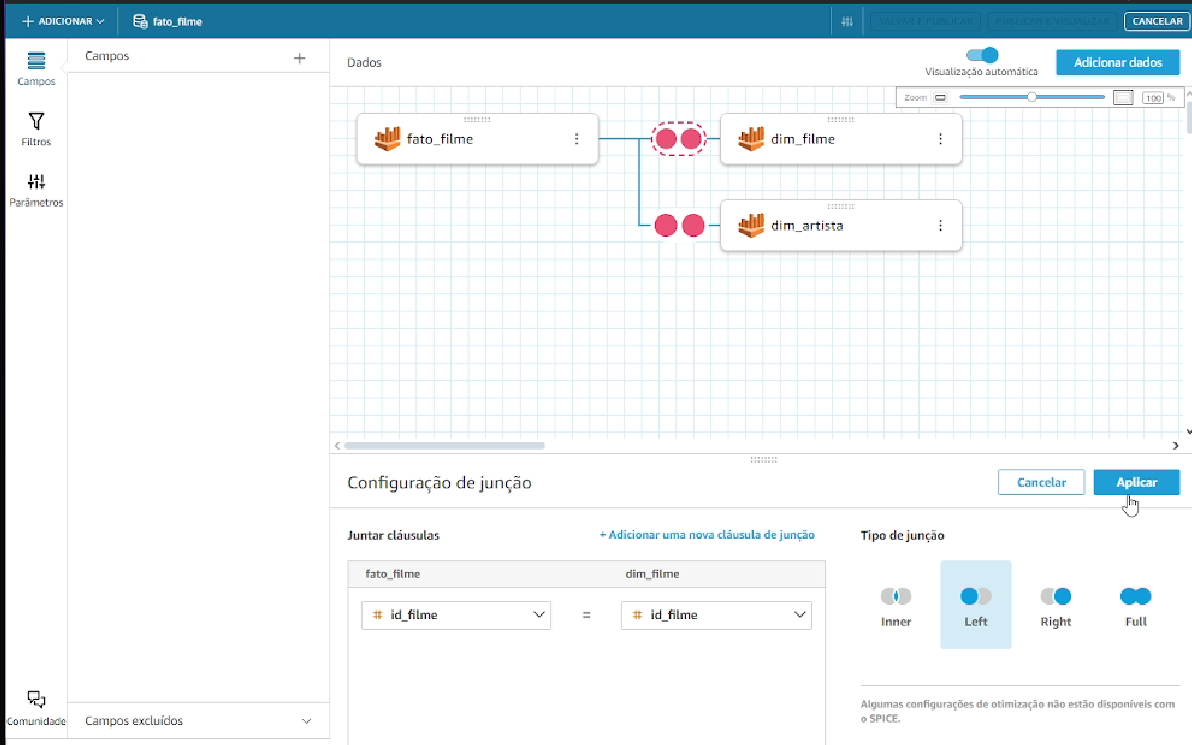 ADICIONAR
fato_filme
SALVAR E PUBLICAR
PUBLICAR E VISUALIZAR
CANCELAR
Campos
Filtros
Parâmetros
Comunidade
Campos
Campos excluídos
Dados
Visualização automática
Adicionar dados
Zoom
100 %
fato_filme
dim_filme
dim_artista
Configuração de junção
Cancelar
Aplicar
Juntar cláusulas
+ Adicionar uma nova cláusula de junção
fato_filme
dim_filme
# id_filme
=
# id_filme
Tipo de junção
Inner
Left
Right
Full
Algumas configurações de otimização não estão disponíveis com
o SPICE.